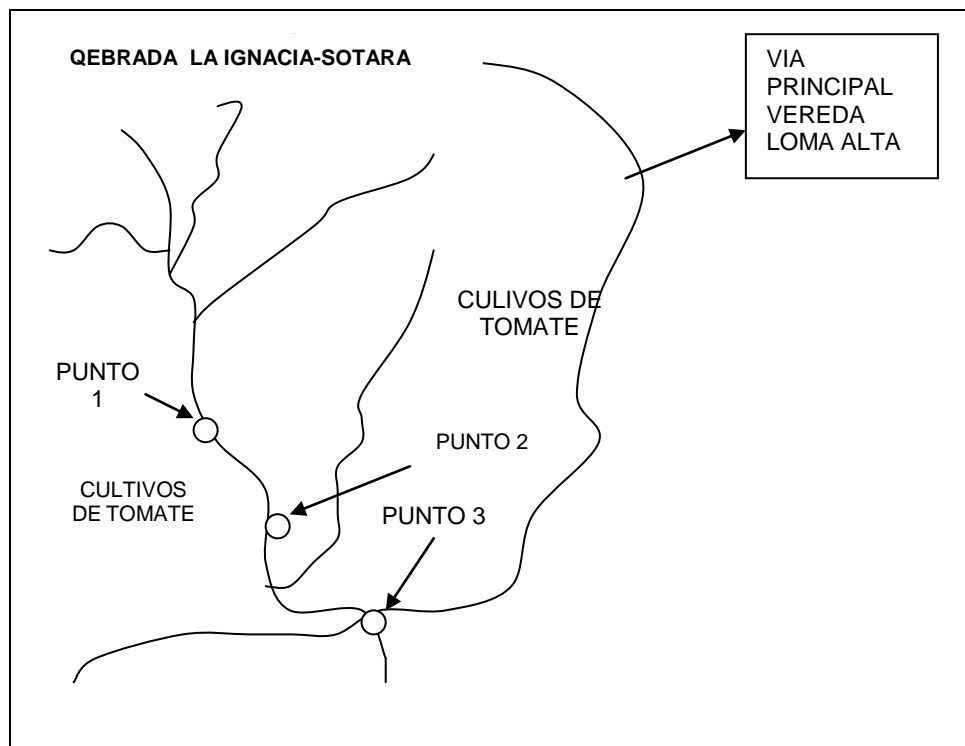 QEBRADA LA IGNACIA-SOTARA
VIA
PRINCIPAL
VEREDA
LOMA ALTA
CULIVOS DE
TOMATE
PUNTO
1
PUNTO 2
CULTIVOS
DE TOMATE
PUNTO 3